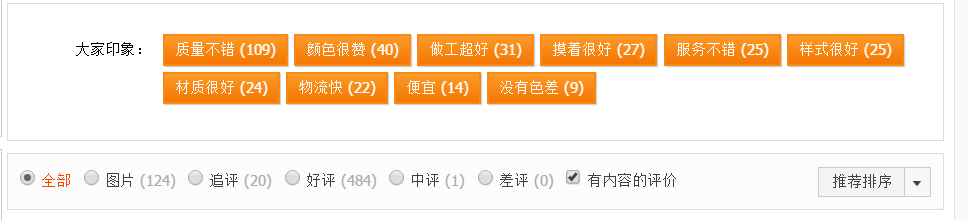 大家印象： 质量不错 (109) 颜色很赞 (40) 做工超好 (31) 摸着很好 (27) 服务不错 (25) 样式很好 (25)
材质很好 (24) 物流快 (22) 便宜 (14) 没有色差 (9)
全部 图片 (124) 追评 (20) 好评 (484) 中评 (1) 差评 (0) 有内容的评价 推荐排序